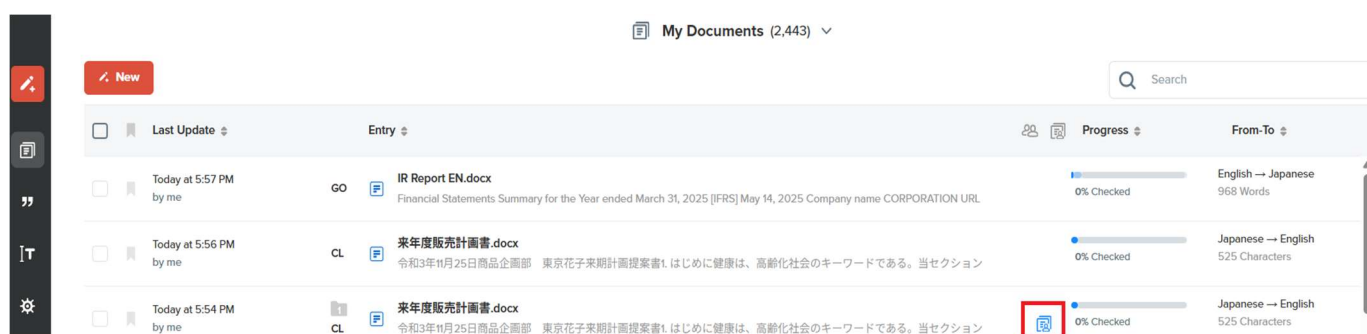 My Documents (2,443)
New
Search
Last Update
Entry
Progress
From-To
Today at 5:57 PM
by me
GO
IR Report EN.docx
Financial Statements Summary for the Year ended March 31, 2025 [IFRS] May 14, 2025 Company name CORPORATION URL
0% Checked
English → Japanese
968 Words
Today at 5:56 PM
by me
CL
来年度販売計画書.docx
令和3年11月25日商品企画部 東京花子来期計画提案書1. はじめに健康は、高齢化社会のキーワードである。当セクション
0% Checked
Japanese → English
525 Characters
Today at 5:54 PM
by me
1
CL
来年度販売計画書.docx
令和3年11月25日商品企画部 東京花子来期計画提案書1. はじめに健康は、高齢化社会のキーワードである。当セクション
0% Checked
Japanese → English
525 Characters